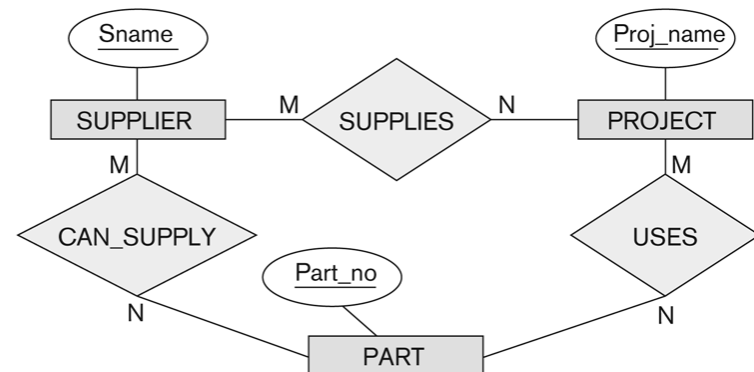 Sname
Proj_name
M
N
SUPPLIER
SUPPLIES
PROJECT
M
M
CAN_SUPPLY
USES
Part_no
N
N
PART